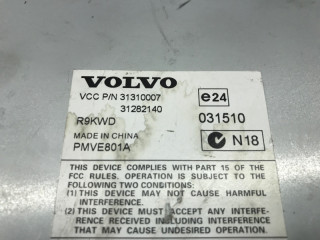 VOLVO
VCC P/N 31310007
31282140
e24
R9KWD
031510
MADE IN CHINA
PMVE801A
N18
THIS DEVICE COMPLIES WITH PART 15 OF THE
FCC RULES. OPERATION IS SUBJECT TO THE
FOLLOWING TWO CONDITIONS:
(1) THIS DEVICE MAY NOT CAUSE HARMFUL
INTERFERENCE.
(2) THIS DEVICE MUST ACCEPT ANY INTERFE-
RENCE RECEIVED INCLUDING INTERFERENCE
THAT MAY CAUSE UNDESIRED OPERATION.